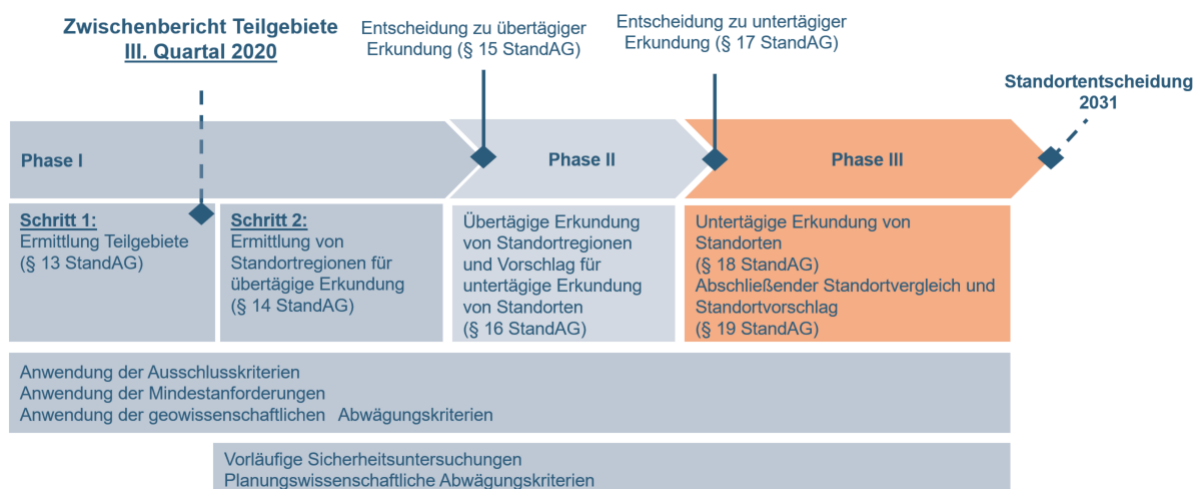 Zwischenbericht Teilgebiete
III. Quartal 2020
Entscheidung zu übertägiger
Erkundung (§ 15 StandAG)
Entscheidung zu untertägiger
Erkundung (§ 17 StandAG)
Standortentscheidung
2031
Phase I
Phase II
Phase III
Schritt 1:
Ermittlung Teilgebiete
(§ 13 StandAG)
Schritt 2:
Ermittlung von
Standortregionen für
übertägige Erkundung
(§ 14 StandAG)
Übertägige Erkundung
von Standortregionen
und Vorschlag für
untertägige Erkundung
von Standorten
(§ 16 StandAG)
Untertägige Erkundung von
Standorten
(§ 18 StandAG)
Abschließender Standortvergleich und
Standortvorschlag
(§ 19 StandAG)
Anwendung der Ausschlusskriterien
Anwendung der Mindestanforderungen
Anwendung der geowissenschaftlichen Abwägungskriterien
Vorläufige Sicherheitsuntersuchungen
Planungswissenschaftliche Abwägungskriterien